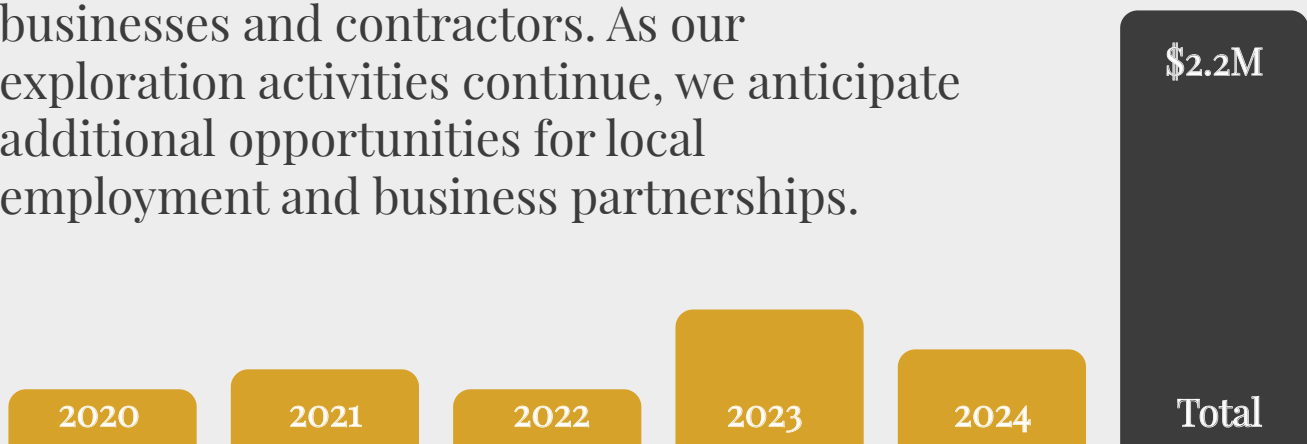 businesses and contractors. As our
exploration activities continue, we anticipate
additional opportunities for local
employment and business partnerships.
$2.2M
2020
2021
2022
2023
2024
Total